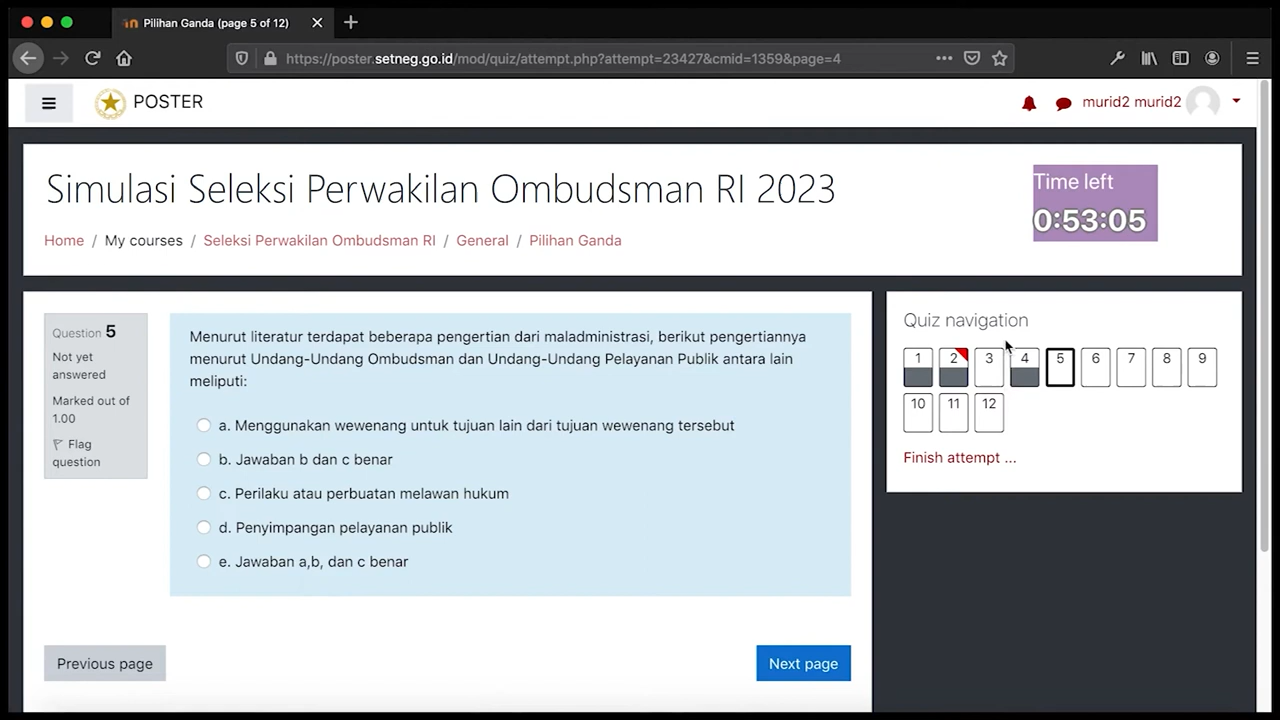 Pilihan Ganda (page 5 of 12)
https://poster.setneg.go.id/mod/quiz/attempt.php?attempt=23427&cmid=1359&page=4
POSTER
murid2 murid2
Simulasi Seleksi Perwakilan Ombudsman RI 2023
Time left
0:53:05
Home / My courses / Seleksi Perwakilan Ombudsman RI / General / Pilihan Ganda
Question 5
Not yet
answered
Marked out of
1.00
Flag
question
Menurut literatur terdapat beberapa pengertian dari maladministrasi, berikut pengertiannya
menurut Undang-Undang Ombudsman dan Undang-Undang Pelayanan Publik antara lain
meliputi:
a. Menggunakan wewenang untuk tujuan lain dari tujuan wewenang tersebut
b. Jawaban b dan c benar
c. Perilaku atau perbuatan melawan hukum
d. Penyimpangan pelayanan publik
e. Jawaban a,b, dan c benar
Previous page
Next page
Quiz navigation
1 2 3 4 5 6 7 8 9
10 11 12
Finish attempt ...